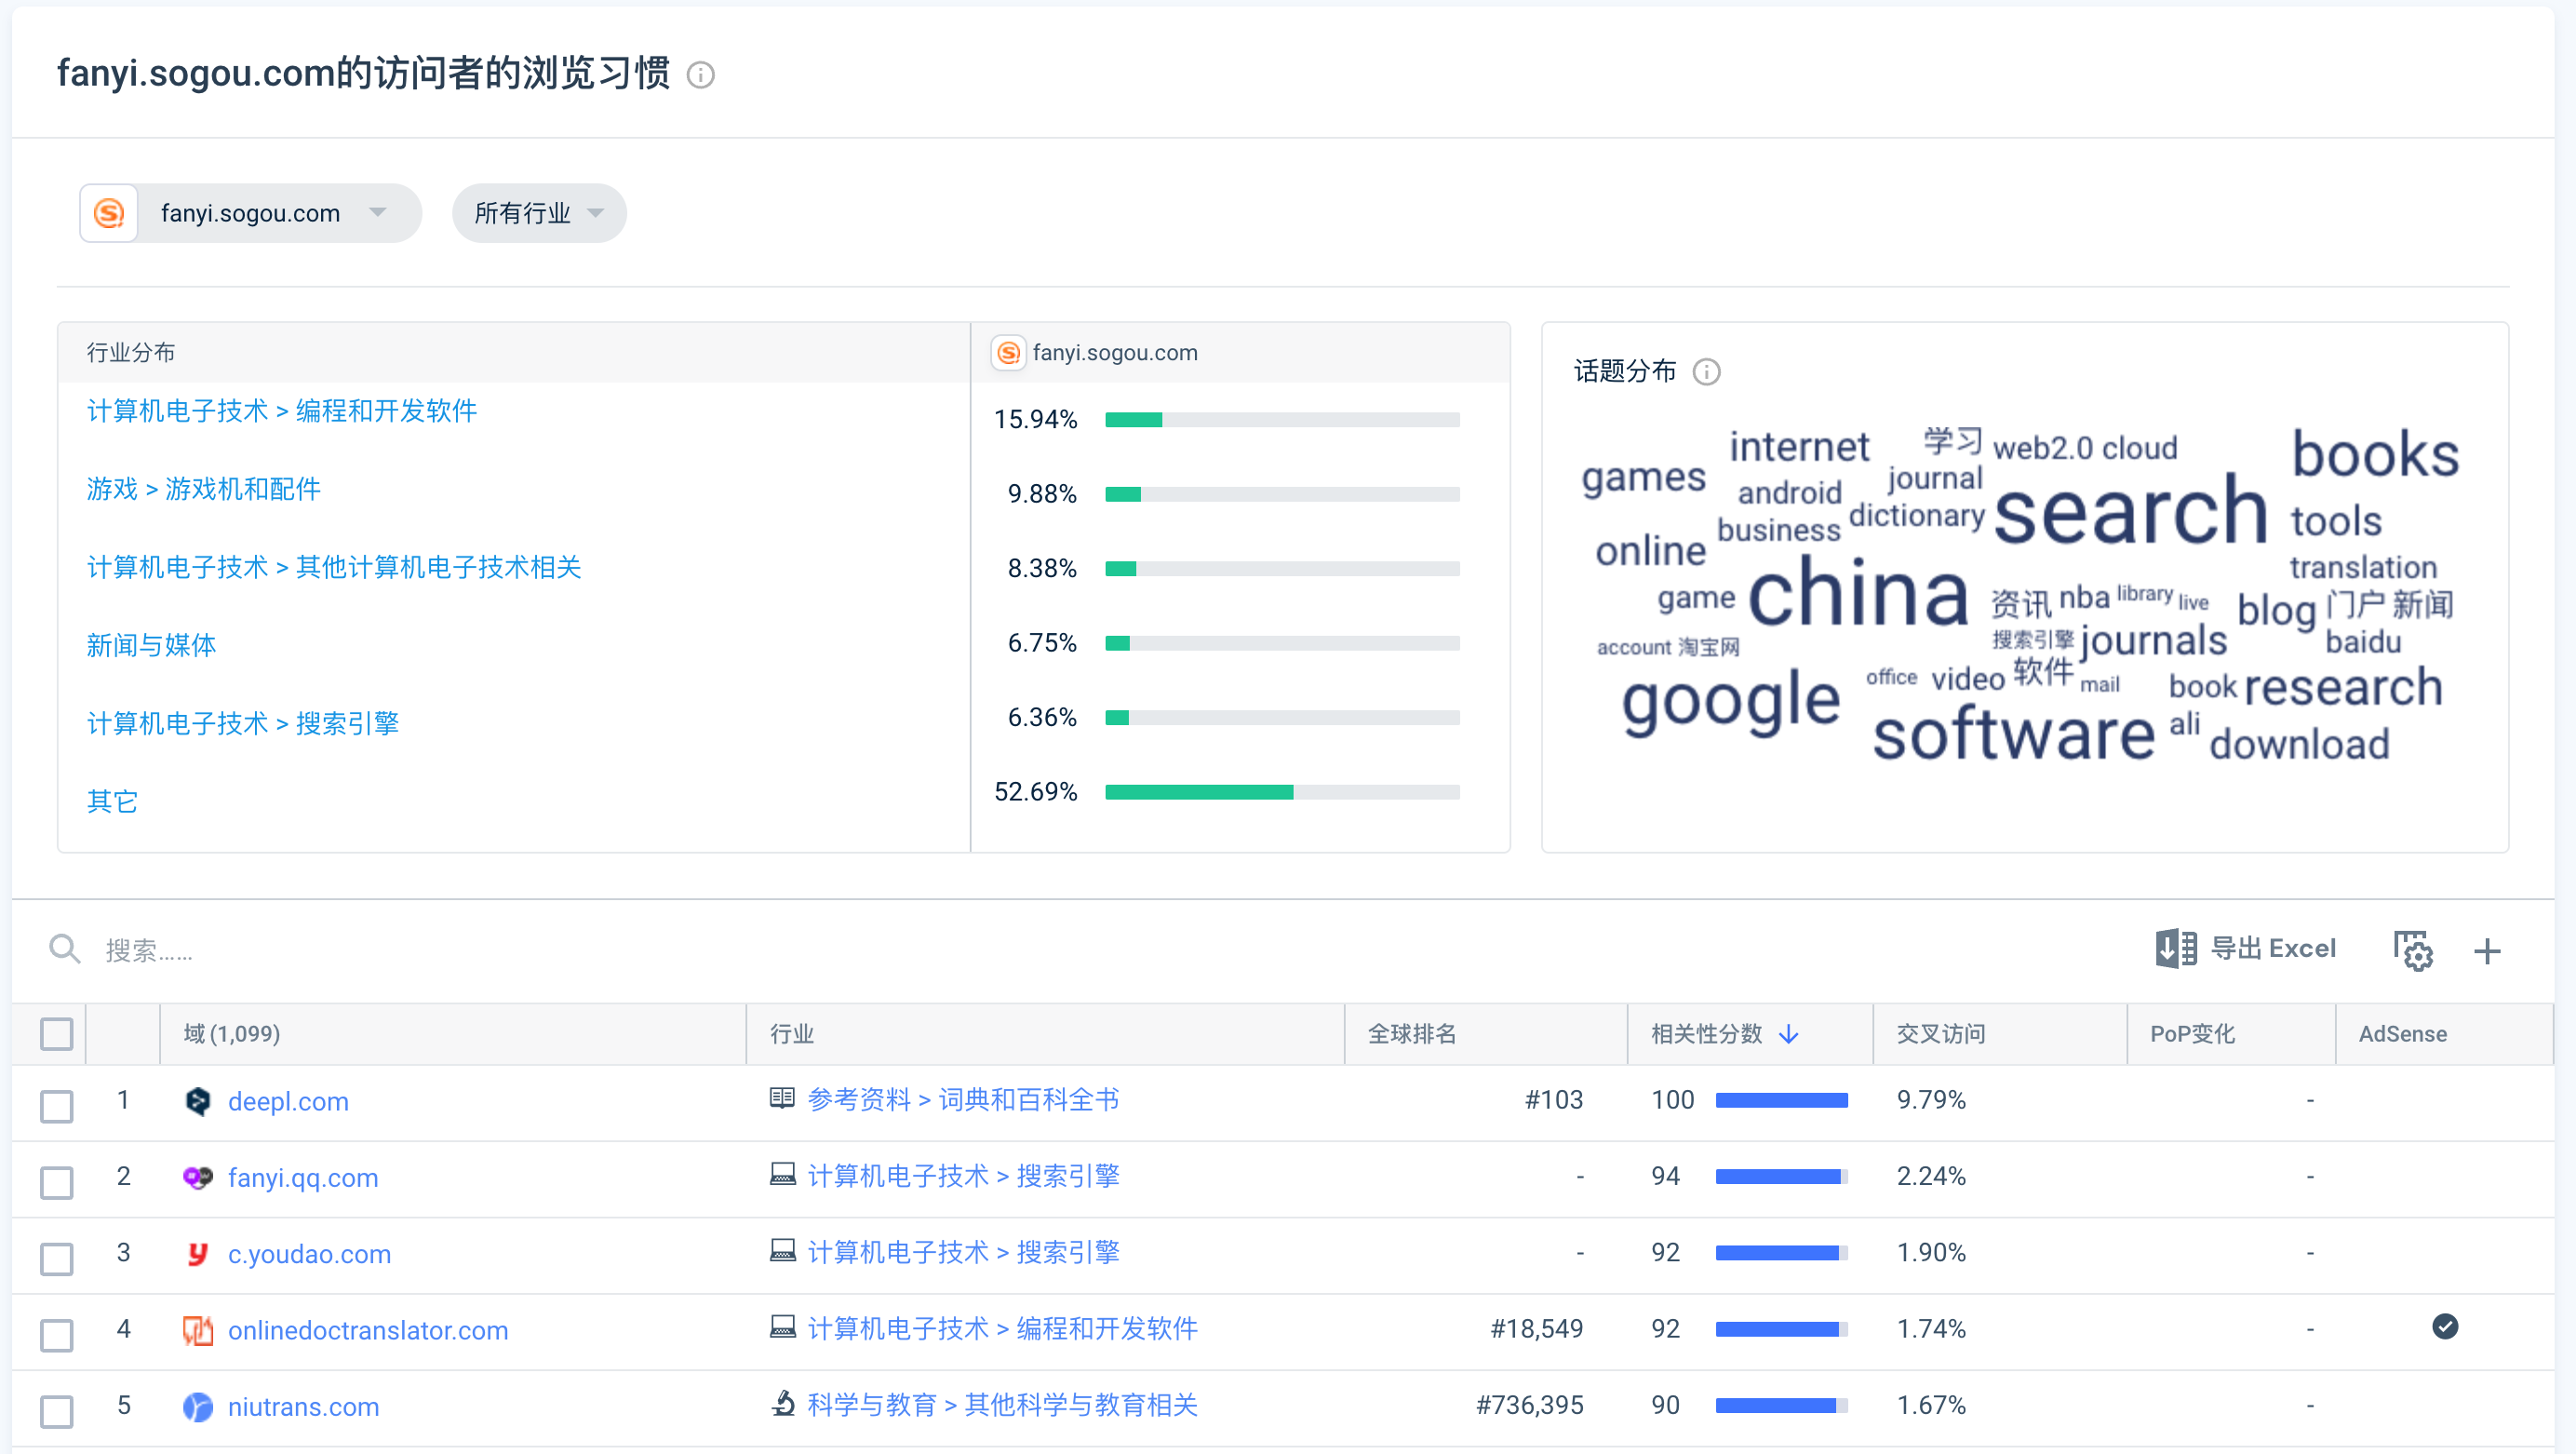 fanyi.sogou.com的访问者的浏览习惯
fanyi.sogou.com
所有行业
行业分布
fanyi.sogou.com
计算机电子技术 > 编程和开发软件
15.94%
游戏 > 游戏机和配件
9.88%
计算机电子技术 > 其他计算机电子技术相关
8.38%
新闻与媒体
6.75%
计算机电子技术 > 搜索引擎
6.36%
其它
52.69%
话题分布
internet 学习 web2.0 cloud books
games android journal search
business dictionary tools
online translation
game china 资讯 nba library live blog 门户 新闻
account 淘宝网 搜索引擎 journals baidu
google office video 软件 mail book research
software ali download
搜索......
导出 Excel
域 (1,099) 行业 全球排名 相关性分数 交叉访问 PoP变化 AdSense
1 deepl.com 参考资料 > 词典和百科全书 #103 100 9.79% -
2 fanyi.qq.com 计算机电子技术 > 搜索引擎 - 94 2.24% -
3 c.youdao.com 计算机电子技术 > 搜索引擎 - 92 1.90% -
4 onlinedoctranslator.com 计算机电子技术 > 编程和开发软件 #18,549 92 1.74% -
5 niutrans.com 科学与教育 > 其他科学与教育相关 #736,395 90 1.67% -